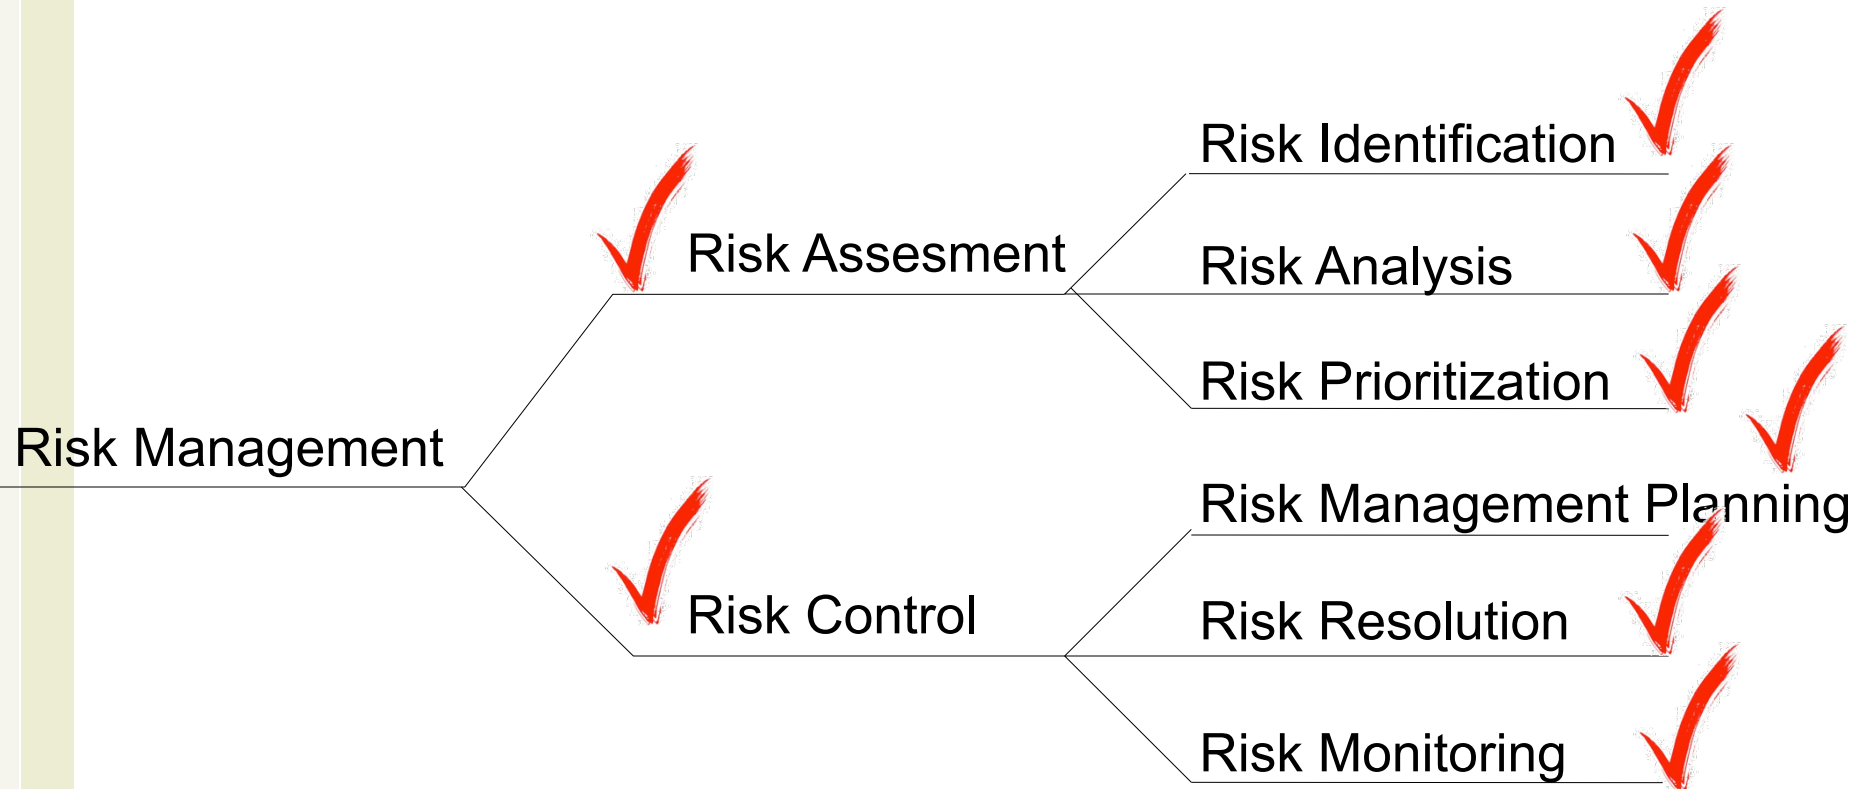 Risk Management
Risk Assesment
Risk Identification
Risk Analysis
Risk Prioritization
Risk Control
Risk Management Planning
Risk Resolution
Risk Monitoring